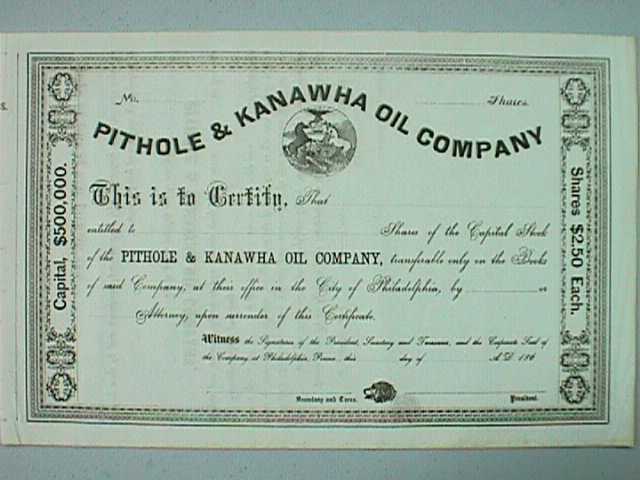 S.
No. Shares
PITHOLE & KANAWHA OIL COMPANY
This is to Certify, That
entitled to Shares of the Capital Stock
of the PITHOLE & KANAWHA OIL COMPANY, transferable only on the Books
of said Company, at their office in the City of Philadelphia, by or
Attorney, upon surrender of this Certificate.
Witness the Signatures of the President, Secretary and Treasurer, and the Corporate Seal of
the Company, at Philadelphia, Penna., this day of A.D. 186
Secretary and Treas. President.
Capital, $500,000.
Shares $2.50 Each.